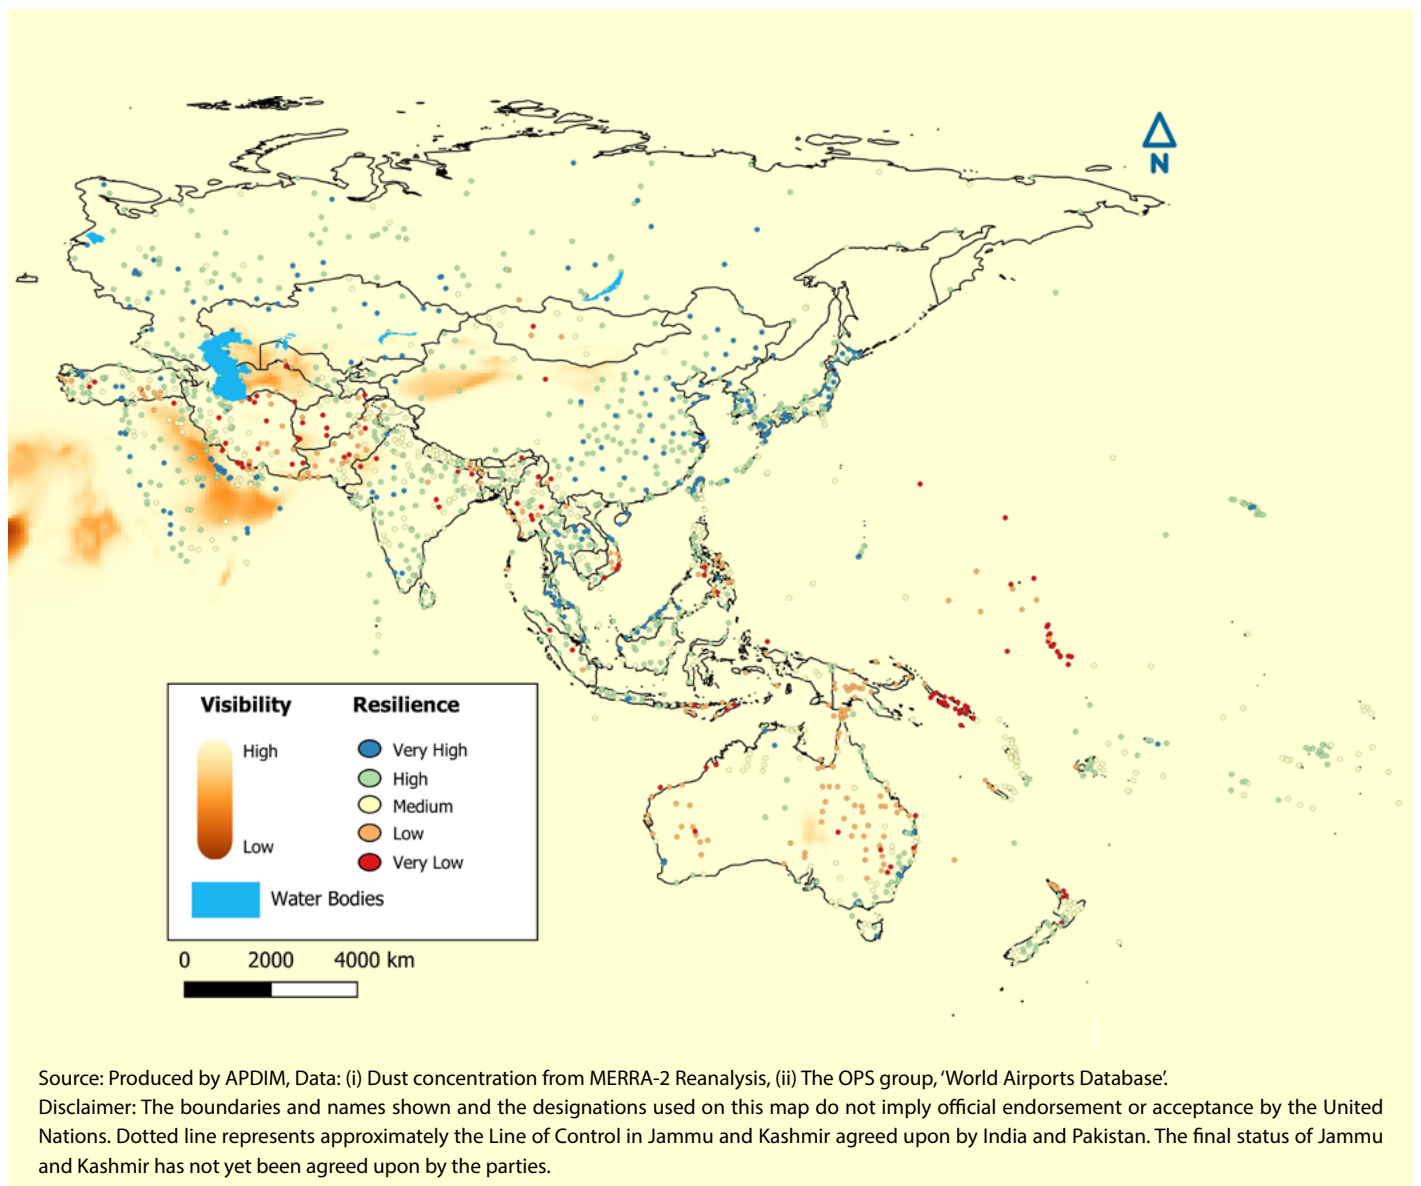 N
Visibility
Resilience
High
Low
Very High
High
Medium
Low
Very Low
Water Bodies
0 2000 4000 km
Source: Produced by APDIM, Data: (i) Dust concentration from MERRA-2 Reanalysis, (ii) The OPS group, ‘World Airports Database’.
Disclaimer: The boundaries and names shown and the designations used on this map do not imply official endorsement or acceptance by the United
Nations. Dotted line represents approximately the Line of Control in Jammu and Kashmir agreed upon by India and Pakistan. The final status of Jammu
and Kashmir has not yet been agreed upon by the parties.